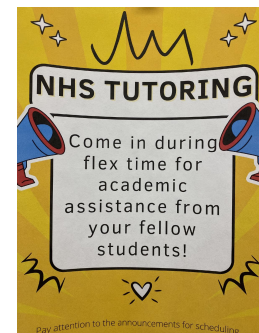 NHS TUTORING
Come in during
flex time for
academic
assistance from
your fellow
students!
Pay attention to the announcements for scheduling